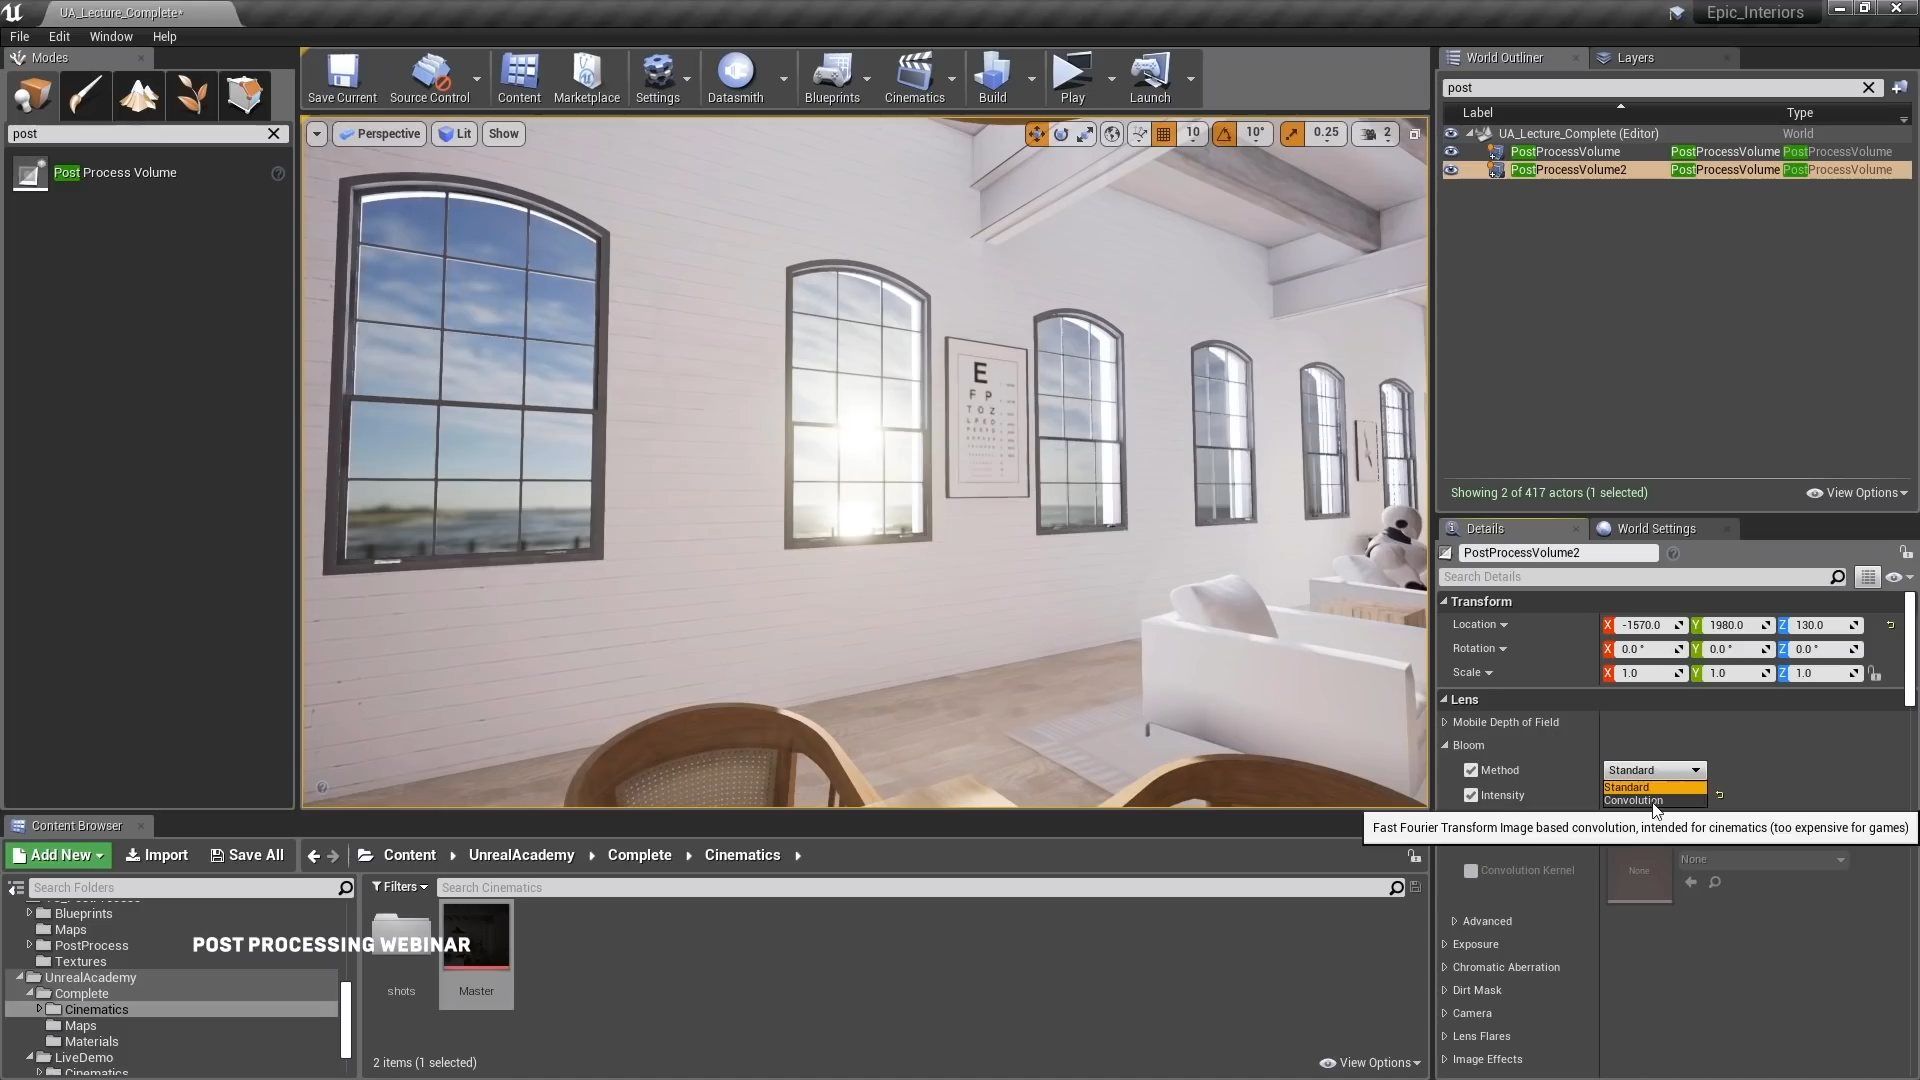 UA_Lecture_Complete*
Epic_Interiors
File Edit Window Help
Modes
post
Post Process Volume
Save Current
Source Control
Content
Marketplace
Settings
Datasmith
Blueprints
Cinematics
Build
Play
Launch
Perspective
Lit
Show
10
10°
0.25
2
E
F P
T O Z
World Outliner
Layers
post
Label
Type
UA_Lecture_Complete (Editor) World
PostProcessVolume PostProcessVolume PostProcessVolume
PostProcessVolume2 PostProcessVolume PostProcessVolume
Showing 2 of 417 actors (1 selected)
View Options
Details
World Settings
PostProcessVolume2
Search Details
Transform
Location X -1570.0 Y 1980.0 Z 130.0
Rotation X 0.0 ° Y 0.0 ° Z 0.0 °
Scale X 1.0 Y 1.0 Z 1.0
Lens
Mobile Depth of Field
Bloom
Method Standard
Standard
Intensity
Convolution
Fast Fourier Transform Image based convolution, intended for cinematics (too expensive for games)
Convolution Kernel
None
None
Advanced
Exposure
Chromatic Aberration
Dirt Mask
Camera
Lens Flares
Image Effects
Content Browser
Add New
Import
Save All
Content UnrealAcademy Complete Cinematics
Search Folders
Filters
Search Cinematics
Blueprints
Maps
PostProcess
Textures
UnrealAcademy
Complete
Cinematics
Maps
Materials
LiveDemo
Cinematics
POST PROCESSING WEBINAR
shots
Master
2 items (1 selected)
View Options